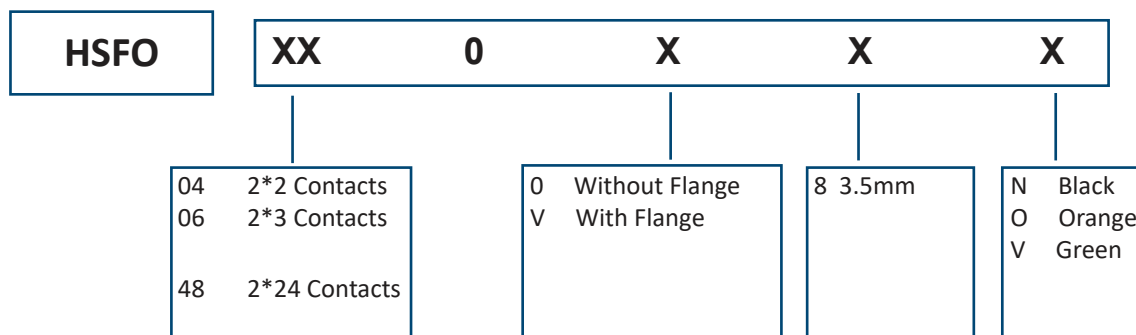 HSFO XX 0 X X X
04 2*2 Contacts
06 2*3 Contacts
48 2*24 Contacts
0 Without Flange
V With Flange
8 3.5mm
N Black
O Orange
V Green